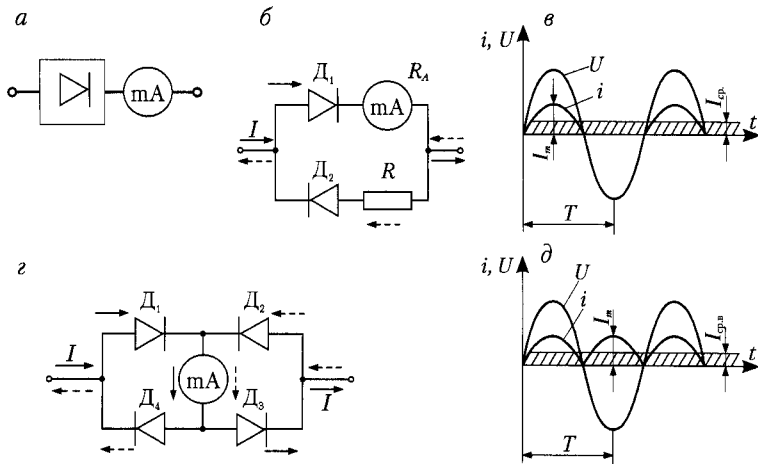 а
mA
б
Д₁
R_A
mA
I
Д₂
R
в
i, U
U
i
I_ср.
I_m
t
T
г
Д₁
Д₂
I
mA
I
Д₄
Д₃
д
i, U
U
i
I_m
I_ср.в
t
T